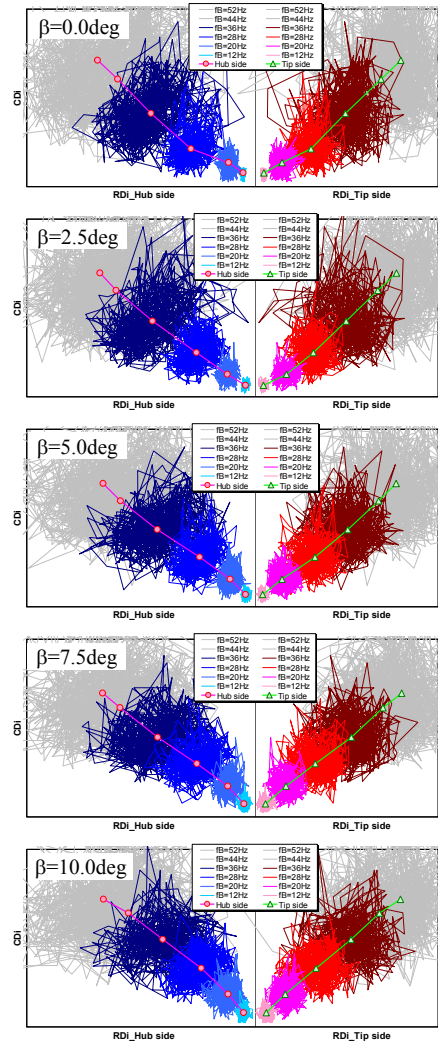 β=0.0deg
fB=52Hz fB=52Hz
fB=44Hz fB=44Hz
fB=36Hz fB=36Hz
fB=28Hz fB=28Hz
fB=20Hz fB=20Hz
fB=12Hz fB=12Hz
Hub side Tip side
CDi
RDi_Hub side RDi_Tip side
β=2.5deg
fB=52Hz fB=52Hz
fB=44Hz fB=44Hz
fB=36Hz fB=36Hz
fB=28Hz fB=28Hz
fB=20Hz fB=20Hz
fB=12Hz fB=12Hz
Hub side Tip side
CDi
RDi_Hub side RDi_Tip side
β=5.0deg
fB=52Hz fB=52Hz
fB=44Hz fB=44Hz
fB=36Hz fB=36Hz
fB=28Hz fB=28Hz
fB=20Hz fB=20Hz
fB=12Hz fB=12Hz
Hub side Tip side
CDi
RDi_Hub side RDi_Tip side
β=7.5deg
fB=52Hz fB=52Hz
fB=44Hz fB=44Hz
fB=36Hz fB=36Hz
fB=28Hz fB=28Hz
fB=20Hz fB=20Hz
fB=12Hz fB=12Hz
Hub side Tip side
CDi
RDi_Hub side RDi_Tip side
β=10.0deg
fB=52Hz fB=52Hz
fB=44Hz fB=44Hz
fB=36Hz fB=36Hz
fB=28Hz fB=28Hz
fB=20Hz fB=20Hz
fB=12Hz fB=12Hz
Hub side Tip side
CDi
RDi_Hub side RDi_Tip side